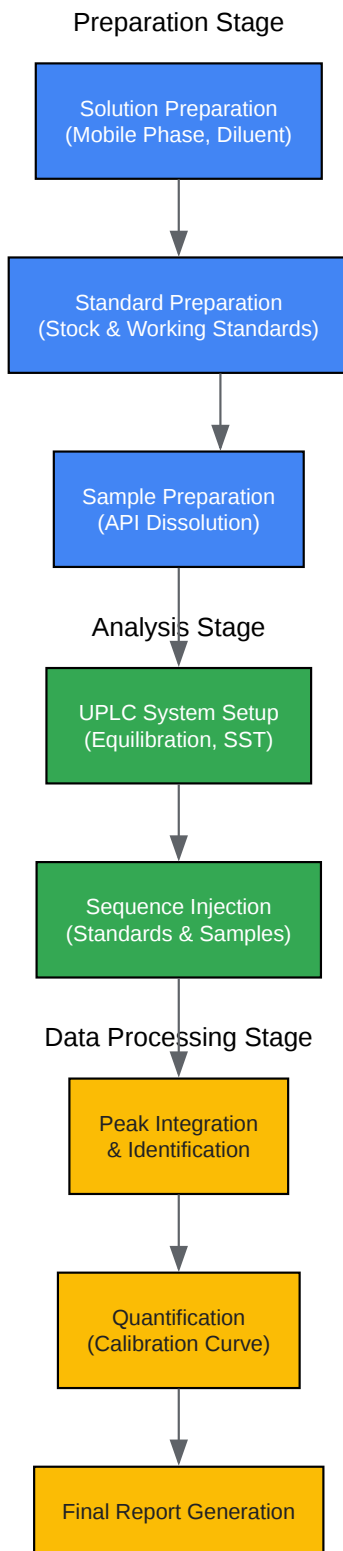 Preparation Stage
Solution Preparation
(Mobile Phase, Diluent)
Standard Preparation
(Stock & Working Standards)
Sample Preparation
(API Dissolution)
Analysis Stage
UPLC System Setup
(Equilibration, SST)
Sequence Injection
(Standards & Samples)
Data Processing Stage
Peak Integration
& Identification
Quantification
(Calibration Curve)
Final Report Generation